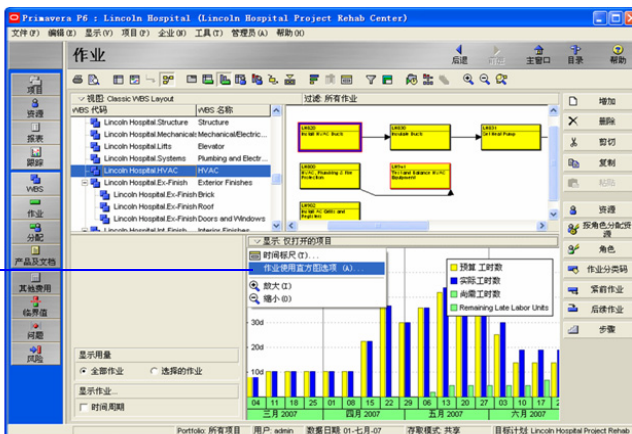 Primavera P6 : Lincoln Hospital (Lincoln Hospital Project Rehab Center)
文件(F) 编辑(E) 显示(V) 项目(P) 企业(N) 工具(T) 管理员(A) 帮助(H)
作业
后退
主窗口
目录
帮助
项目
资源
报表
跟踪
WBS
作业
分配
产品及文档
其他费用
临界值
问题
风险
视图: Classic WBS Layout
过滤: 所有作业
WBS 代码 WBS 名称
Lincoln Hospital.Structure Structure
Lincoln Hospital.Mechanicals Mechanical/Electric...
Lincoln Hospital.Lifts Elevator
Lincoln Hospital.Systems Plumbing and Electr...
Lincoln Hospital.HVAC HVAC
Lincoln Hospital.Ex-Finish Exterior Finishes
Lincoln Hospital.Ex-Finish Brick
Lincoln Hospital.Ex-Finish Roof
Lincoln Hospital.Ex-Finish Doors and Windows
Lincoln Hospital.Int-Finish Interior Finishes
增加
删除
剪切
复制
粘贴
资源
按角色分配资源
角色
作业分类码
紧前作业
后续作业
步骤
显示: 仅打开的项目
时间标尺(T)...
作业使用直方图选项 (A)...
放大(I)
缩小(O)
预算 工时数
实际工时数
尚需工时数
Remaining Late Labor Units
30d
20d
10d
显示用量
全部作业 选择的作业
显示作业...
时间周期
04 11 18 25 01 08 15 22 29 06 13 20 27 03 10 17
三月 2007 四月 2007 五月 2007 六月 2007
Portfolio: 所有项目 用户: admin 数据日期 01-七月-07 存取模式: 共享 目标计划 Lincoln Hospital Project Rehab